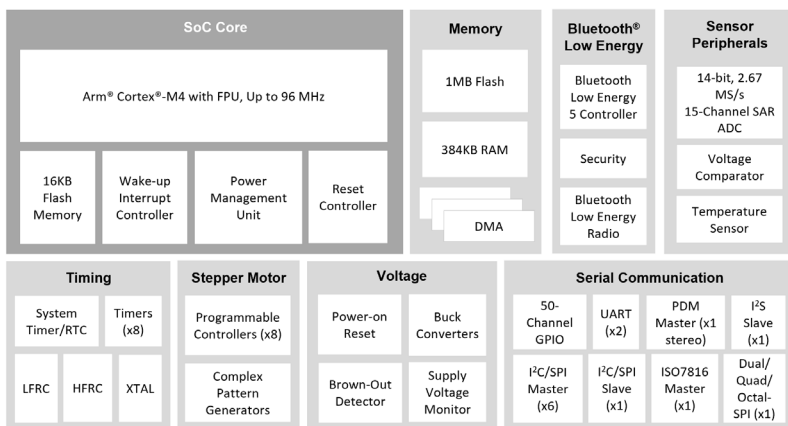 SoC Core
Arm® Cortex®-M4 with FPU, Up to 96 MHz
16KB
Flash
Memory
Wake-up
Interrupt
Controller
Power
Management
Unit
Reset
Controller
Memory
1MB Flash
384KB RAM
DMA
Bluetooth®
Low Energy
Bluetooth
Low Energy
5 Controller
Security
Bluetooth
Low Energy
Radio
Sensor
Peripherals
14-bit, 2.67
MS/s
15-Channel SAR
ADC
Voltage
Comparator
Temperature
Sensor
Timing
System
Timer/RTC
Timers
(x8)
LFRC
HFRC
XTAL
Stepper Motor
Programmable
Controllers (x8)
Complex
Pattern
Generators
Voltage
Power-on
Reset
Buck
Converters
Brown-Out
Detector
Supply
Voltage
Monitor
Serial Communication
50-
Channel
GPIO
UART
(x2)
PDM
Master (x1
stereo)
I²S
Slave
(x1)
I²C/SPI
Master
(x6)
I²C/SPI
Slave
(x1)
ISO7816
Master
(x1)
Dual/
Quad/
Octal-
SPI (x1)